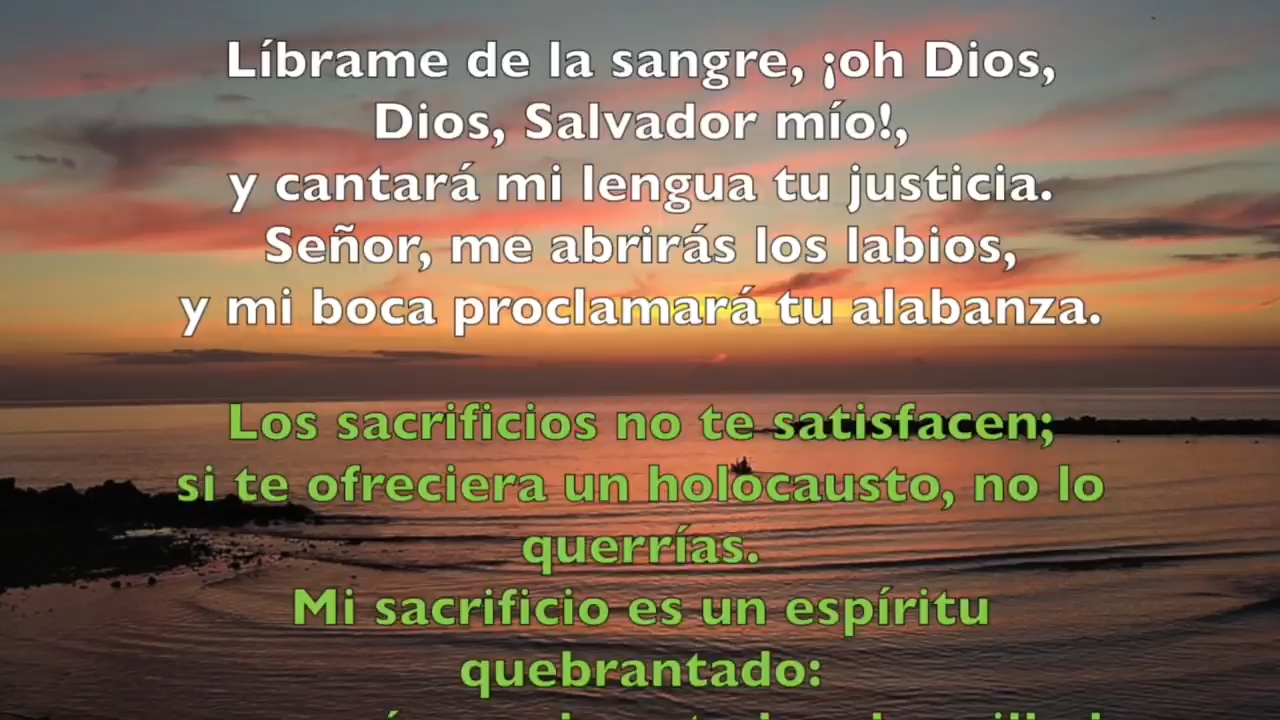 Líbrame de la sangre, ¡oh Dios,
Dios, Salvador mío!,
y cantará mi lengua tu justicia.
Señor, me abrirás los labios,
y mi boca proclamará tu alabanza.
Los sacrificios no te satisfacen;
si te ofreciera un holocausto, no lo
querrías.
Mi sacrificio es un espíritu
quebrantado: